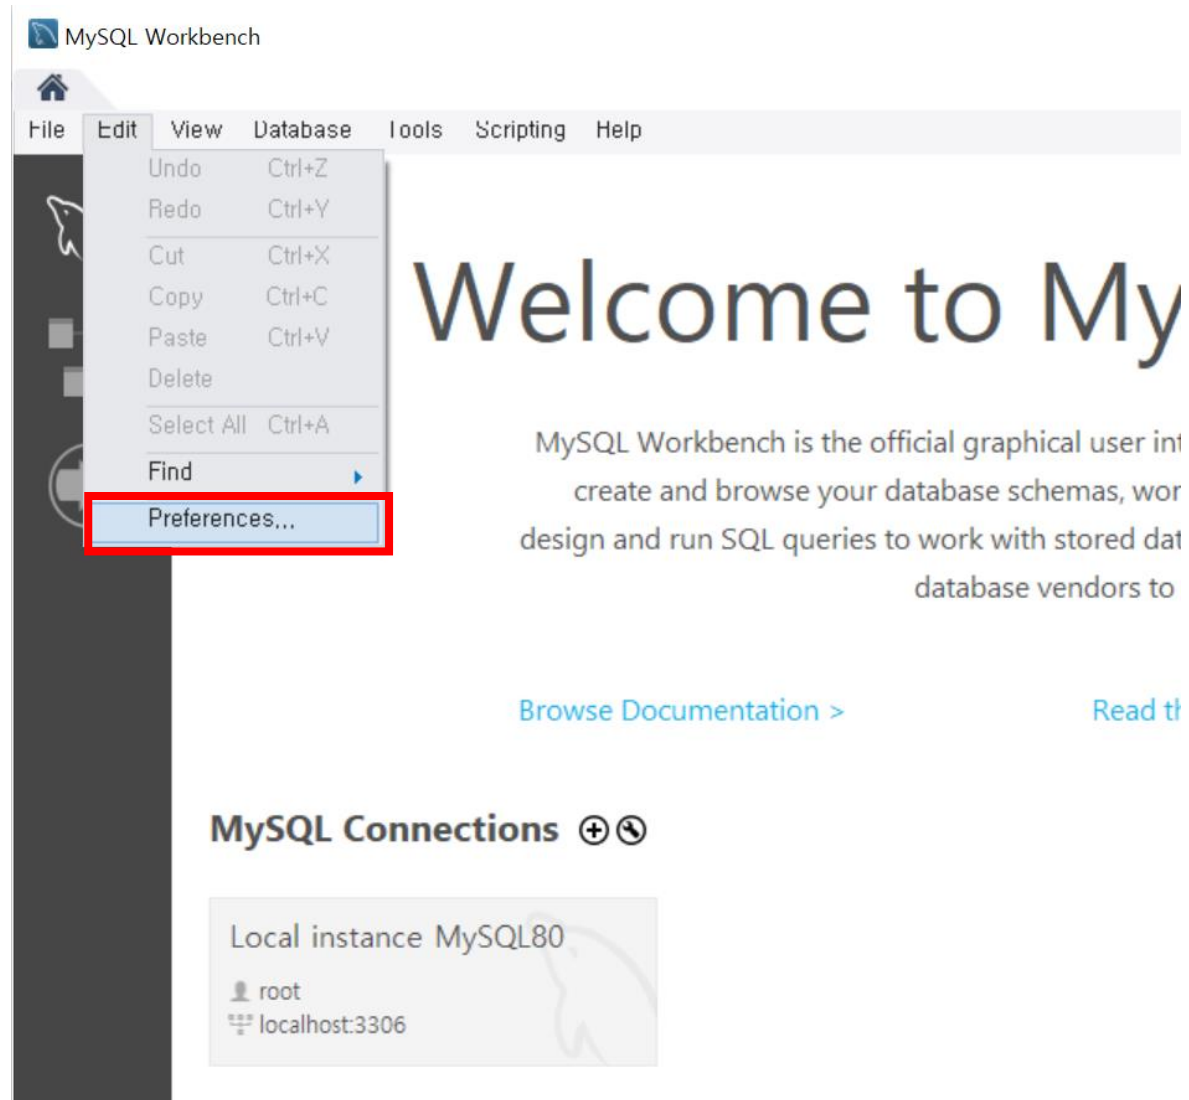 MySQL Workbench
File Edit View Database Tools Scripting Help
Undo Ctrl+Z
Redo Ctrl+Y
Cut Ctrl+X
Copy Ctrl+C
Paste Ctrl+V
Delete
Select All Ctrl+A
Find
Preferences...
Welcome to My
MySQL Workbench is the official graphical user int
create and browse your database schemas, wor
design and run SQL queries to work with stored dat
database vendors to
Browse Documentation > Read th
MySQL Connections
Local instance MySQL80
root
localhost:3306